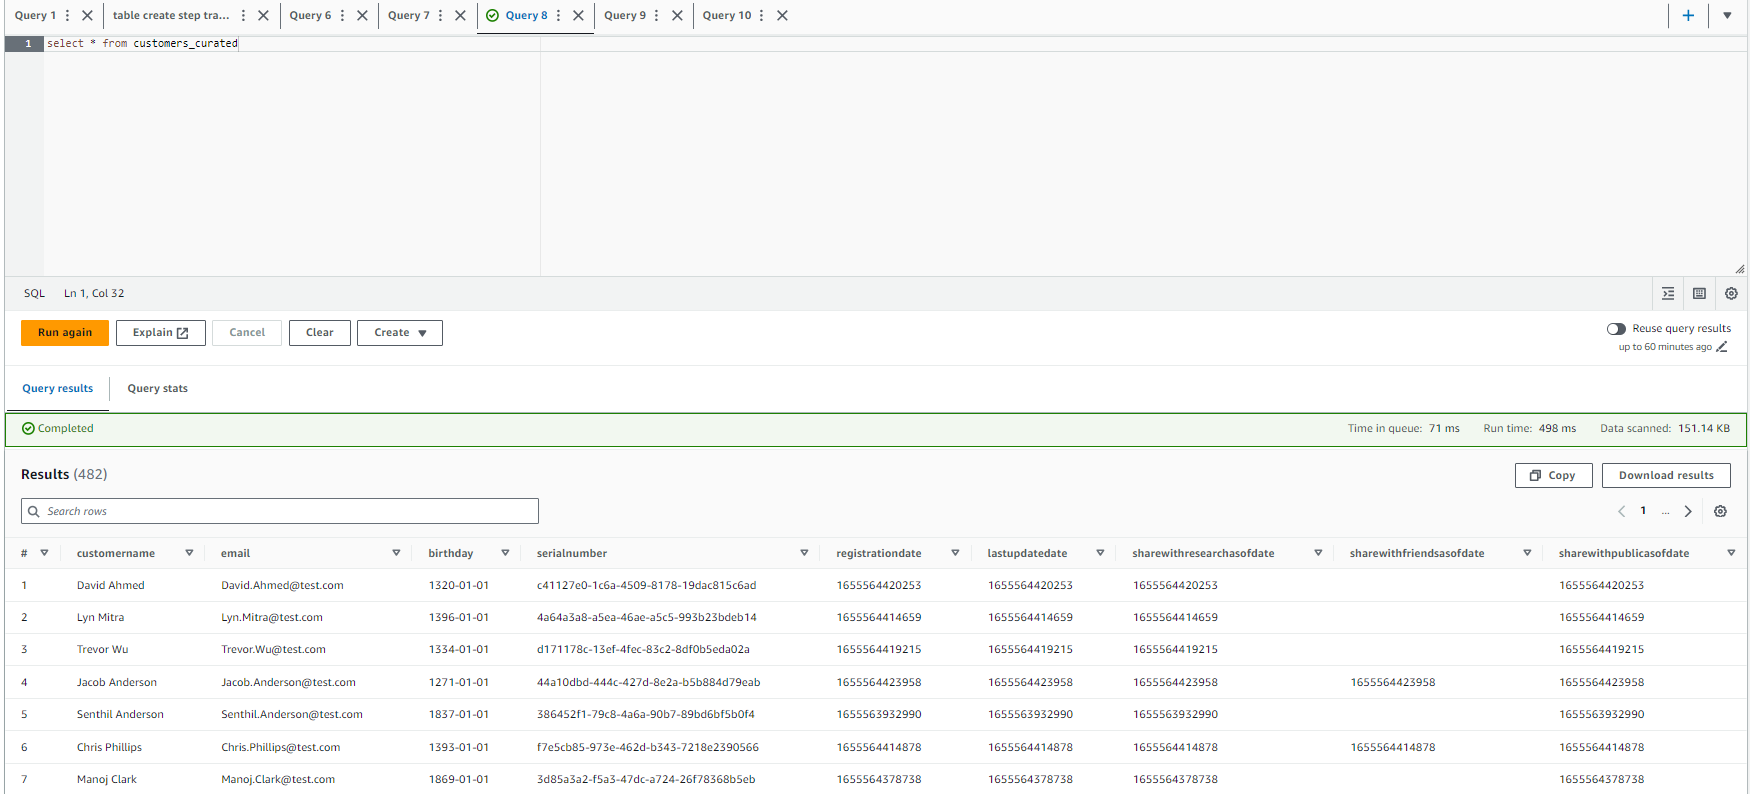 Query 1 table create step tra... Query 6 Query 7 Query 8 Query 9 Query 10
1 select * from customers_curated
SQL Ln 1, Col 32
Run again Explain Cancel Clear Create Reuse query results
up to 60 minutes ago
Query results Query stats
Completed Time in queue: 71 ms Run time: 498 ms Data scanned: 151.14 KB
Results (482) Copy Download results
Search rows 1 ...
# customername email birthday serialnumber registrationdate lastupdatedate sharewithresearchasofdate sharewithfriendsasofdate sharewithpublicasofdate
1 David Ahmed David.Ahmed@test.com 1320-01-01 c41127e0-1c6a-4509-8178-19dac815c6ad 1655564420253 1655564420253 1655564420253 1655564420253
2 Lyn Mitra Lyn.Mitra@test.com 1396-01-01 4a64a3a8-a5ea-46ae-a5c5-993b23bdeb14 1655564414659 1655564414659 1655564414659 1655564414659
3 Trevor Wu Trevor.Wu@test.com 1334-01-01 d171178c-13ef-4fec-83c2-8df0b5eda02a 1655564419215 1655564419215 1655564419215 1655564419215
4 Jacob Anderson Jacob.Anderson@test.com 1271-01-01 44a10dbd-444c-427d-8e2a-b5b884d79eab 1655564423958 1655564423958 1655564423958 1655564423958 1655564423958
5 Senthil Anderson Senthil.Anderson@test.com 1837-01-01 386452f1-79c8-4a6a-90b7-89bd6bf5b0f4 1655563932990 1655563932990 1655563932990 1655563932990
6 Chris Phillips Chris.Phillips@test.com 1393-01-01 f7e5cb85-973e-462d-b343-7218e2390566 1655564414878 1655564414878 1655564414878 1655564414878 1655564414878
7 Manoj Clark Manoj.Clark@test.com 1869-01-01 3d85a3a2-f5a3-47dc-a724-26f78368b5eb 1655564378738 1655564378738 1655564378738 1655564378738